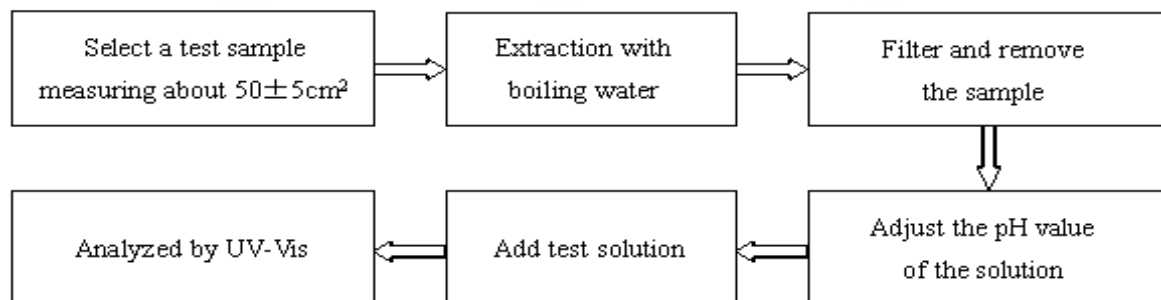 Select a test sample
measuring about 50±5cm²
Extraction with
boiling water
Filter and remove
the sample
Adjust the pH value
of the solution
Add test solution
Analyzed by UV-Vis